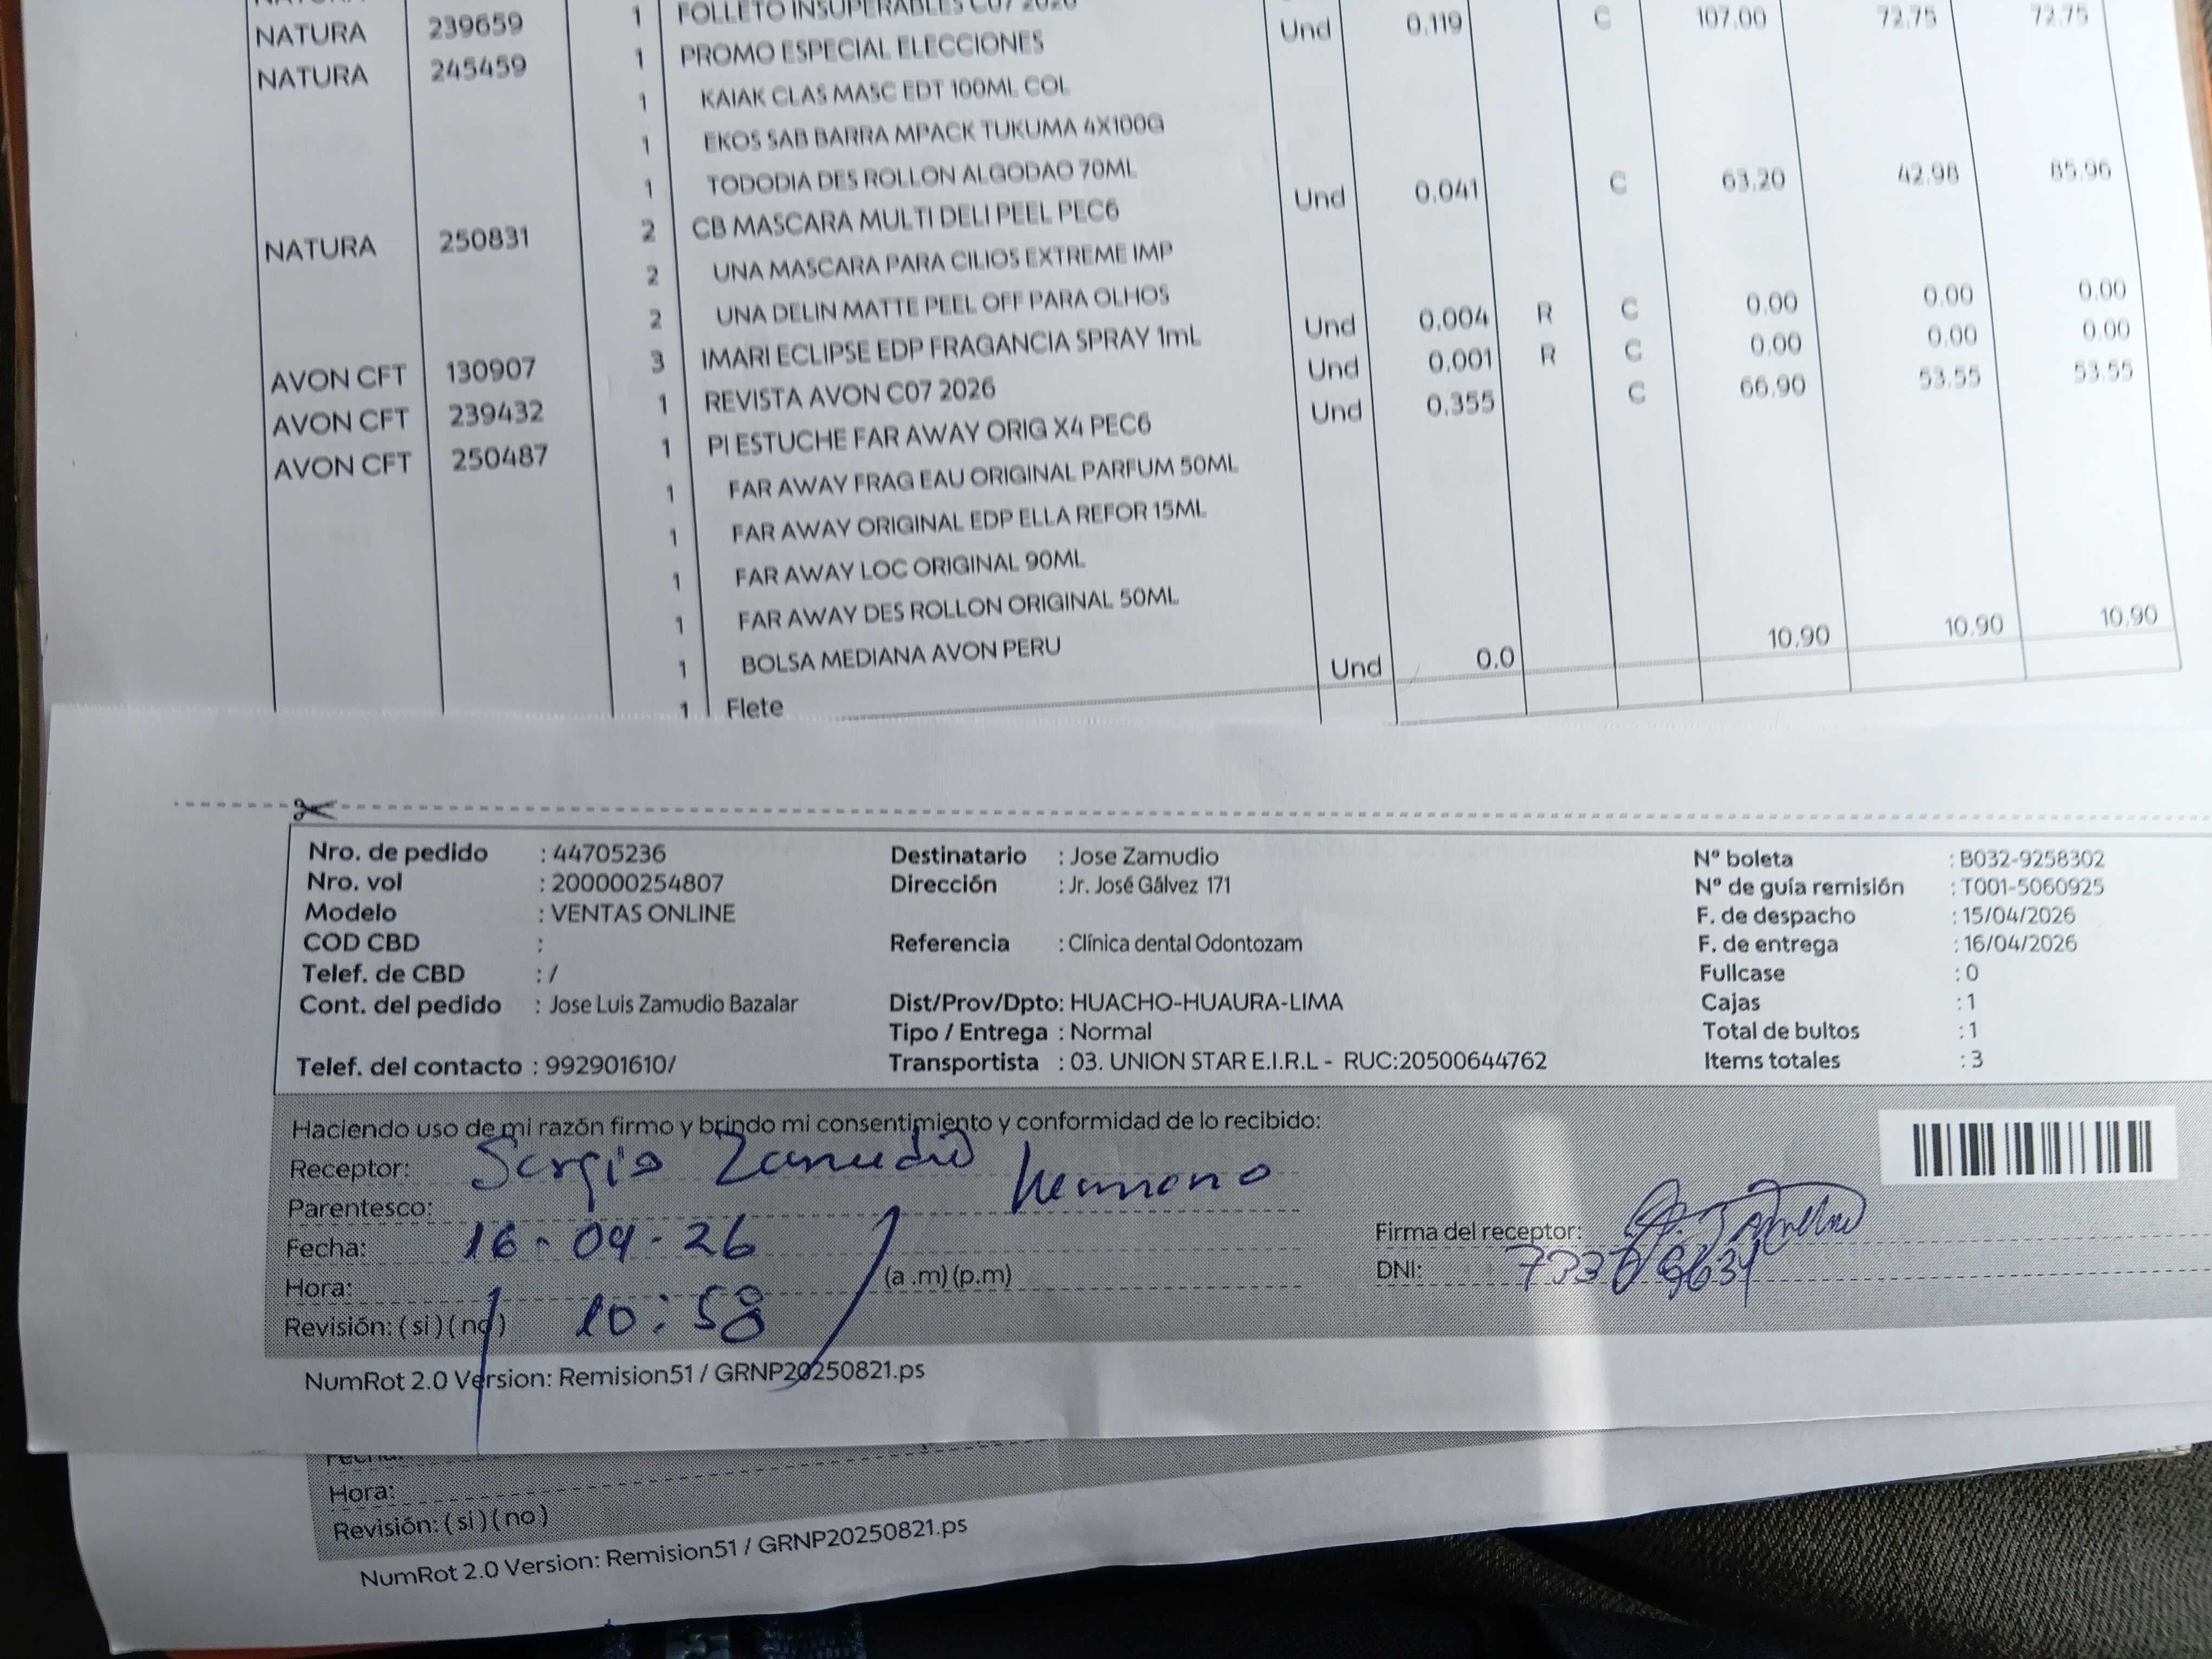 NATURA 239659 1 FOLLETO INSUPERABLES C07 2026 Und 0.119 C 107.00 72.75 72.75
NATURA 245459 1 PROMO ESPECIAL ELECCIONES
1 KAIAK CLAS MASC EDT 100ML COL
1 EKOS SAB BARRA MPACK TUKUMA 4X100G
1 TODODIA DES ROLLON ALGODAO 70ML
NATURA 250831 2 CB MASCARA MULTI DELI PEEL PEC6 Und 0.041 C 63.20 42.98 85.96
2 UNA MASCARA PARA CILIOS EXTREME IMP
2 UNA DELIN MATTE PEEL OFF PARA OLHOS
AVON CFT 130907 3 IMARI ECLIPSE EDP FRAGANCIA SPRAY 1mL Und 0.004 R C 0.00 0.00 0.00
AVON CFT 239432 1 REVISTA AVON C07 2026 Und 0.001 R C 0.00 0.00 0.00
AVON CFT 250487 1 PI ESTUCHE FAR AWAY ORIG X4 PEC6 Und 0.355 C 66.90 53.55 53.55
1 FAR AWAY FRAG EAU ORIGINAL PARFUM 50ML
1 FAR AWAY ORIGINAL EDP ELLA REFOR 15ML
1 FAR AWAY LOC ORIGINAL 90ML
1 FAR AWAY DES ROLLON ORIGINAL 50ML
1 BOLSA MEDIANA AVON PERU
1 Flete Und 0.0 10.90 10.90 10.90
Nro. de pedido : 44705236 Destinatario : Jose Zamudio Nº boleta : B032-9258302
Nro. vol : 200000254807 Dirección : Jr. José Gálvez 171 Nº de guía remisión : T001-5060925
Modelo : VENTAS ONLINE F. de despacho : 15/04/2026
COD CBD : Referencia : Clínica dental Odontozam F. de entrega : 16/04/2026
Telef. de CBD : / Fullcase : 0
Cont. del pedido : Jose Luis Zamudio Bazalar Dist/Prov/Dpto: HUACHO-HUAURA-LIMA Cajas : 1
Tipo / Entrega : Normal Total de bultos : 1
Telef. del contacto : 992901610/ Transportista : 03. UNION STAR E.I.R.L - RUC:20500644762 Items totales : 3
Haciendo uso de mi razón firmo y brindo mi consentimiento y conformidad de lo recibido:
Receptor: Sergio Zamudio
Parentesco: Hermano
Fecha: 16-04-26 Firma del receptor:
Hora: 10:58 (a .m) (p.m) DNI:
Revisión: ( si ) ( no )
NumRot 2.0 Version: Remision51 / GRNP20250821.ps
Fecha:
Hora:
Revisión: ( si ) ( no )
NumRot 2.0 Version: Remision51 / GRNP20250821.ps